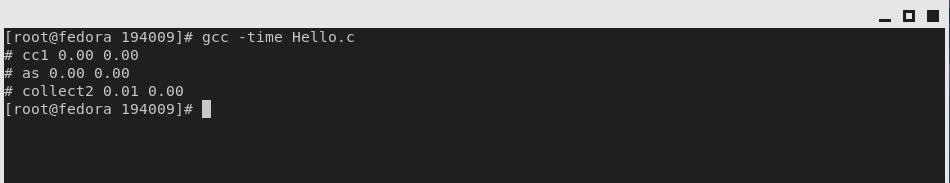 [root@fedora 194009]# gcc -time Hello.c
# cc1 0.00 0.00
# as 0.00 0.00
# collect2 0.01 0.00
[root@fedora 194009]#